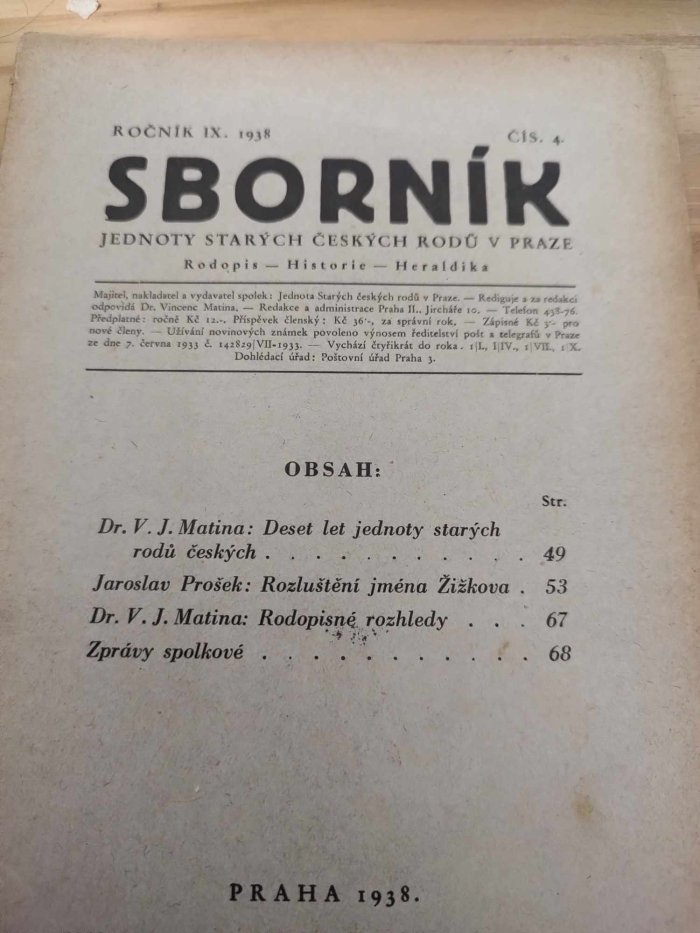 ROČNÍK IX. 1938 ČÍS. 4.
SBORNÍK
JEDNOTY STARÝCH ČESKÝCH RODŮ V PRAZE
Rodopis — Historie — Heraldika
Majitel, nakladatel a vydavatel spolek: Jednota Starých českých rodů v Praze. — Rediguje a za redakci
odpovídá Dr. Vincenc Matina. — Redakce a administrace Praha II., Jircháře 10. — Telefon 458-76.
Předplatné: ročně Kč 12.-. Příspěvek členský: Kč 36·-, za správní rok. — Zápisné Kč 3·- pro
nové členy. — Užívání novinových známek povoleno výnosem ředitelství pošt a telegrafů v Praze
ze dne 7. června 1933 č. 142829|VII-1933. — Vychází čtyřikrát do roka. 1|I., I|IV., 1|VII., 1|X.
Dohlédací úřad: Poštovní úřad Praha 3.
OBSAH:
Str.
Dr. V. J. Matina: Deset let jednoty starých
rodů českých . . . . . . . . . . . 49
Jaroslav Prošek: Rozluštění jména Žižkova . 53
Dr. V. J. Matina: Rodopisné rozhledy . . . 67
Zprávy spolkové . . . . . . . . . . . 68
PRAHA 1938.